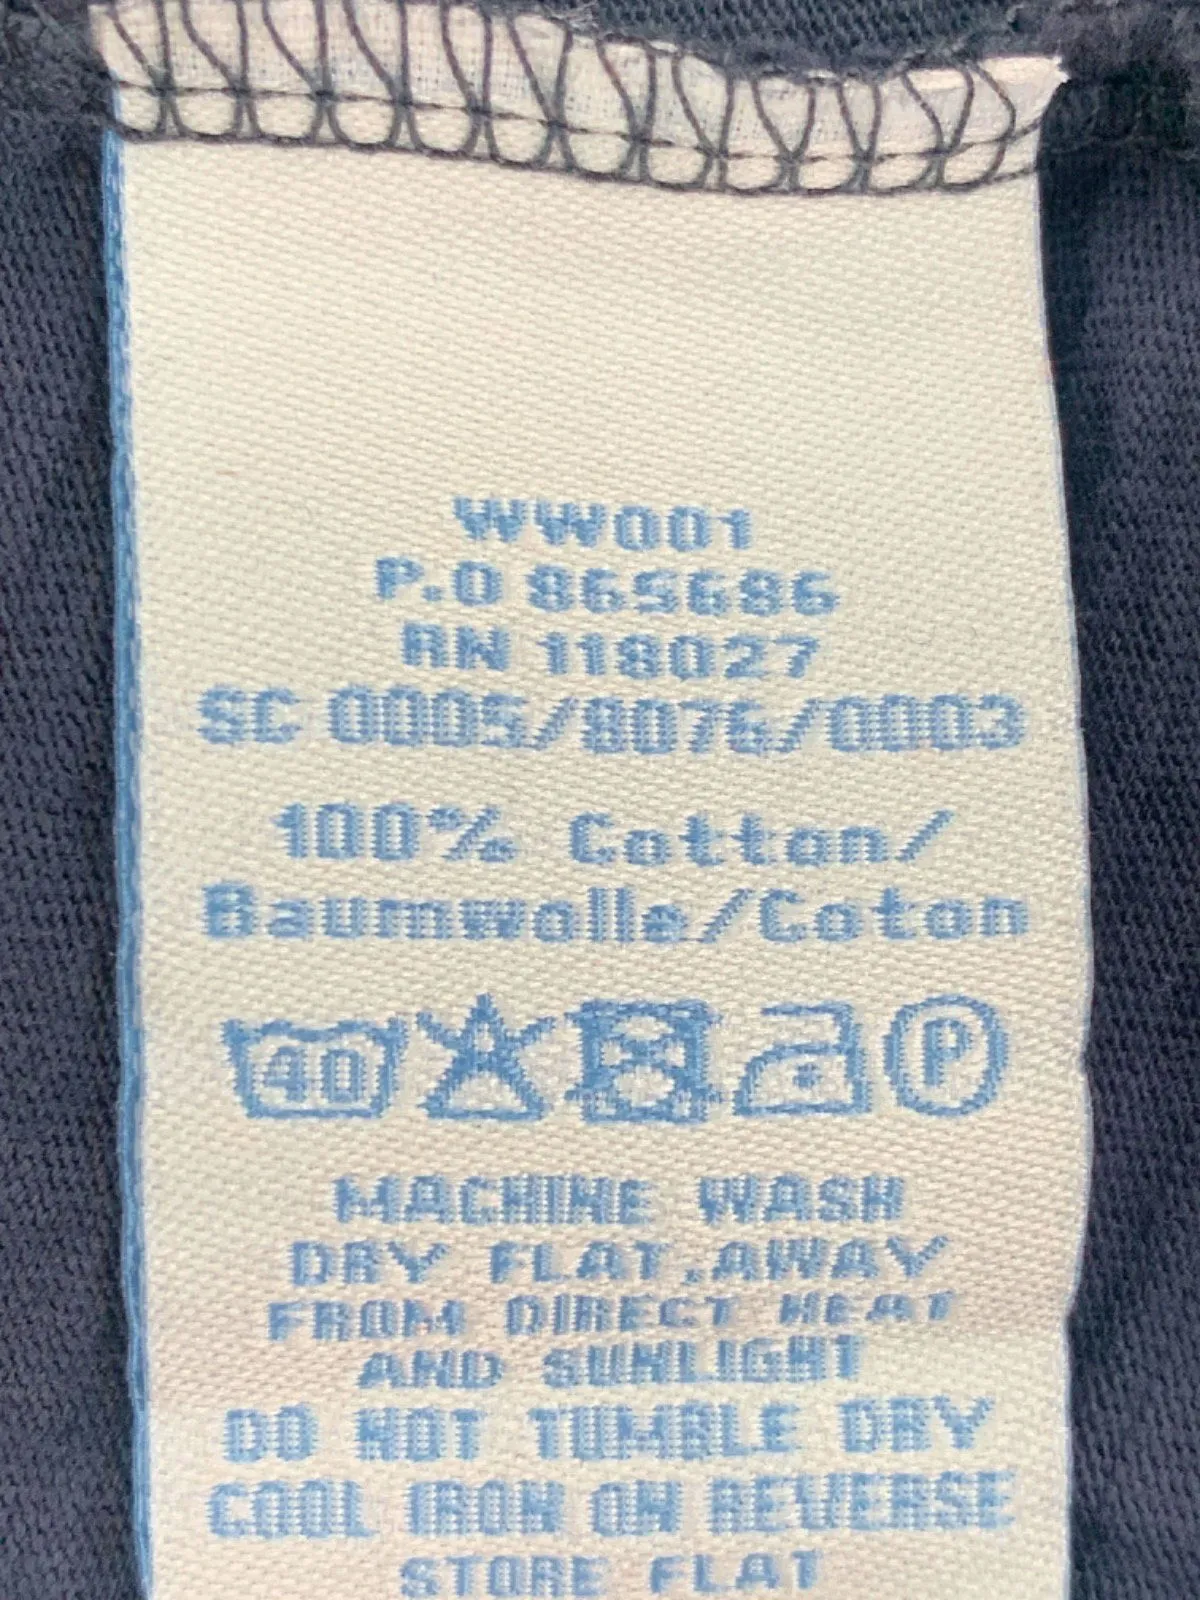 WW001
P.O 865686
RN 118027
SC 0005/8076/0003
100% Cotton/
Baumwolle/Coton
40 P
MACHINE WASH
DRY FLAT,AWAY
FROM DIRECT HEAT
AND SUNLIGHT
DO NOT TUMBLE DRY
COOL IRON ON REVERSE
STORE FLAT